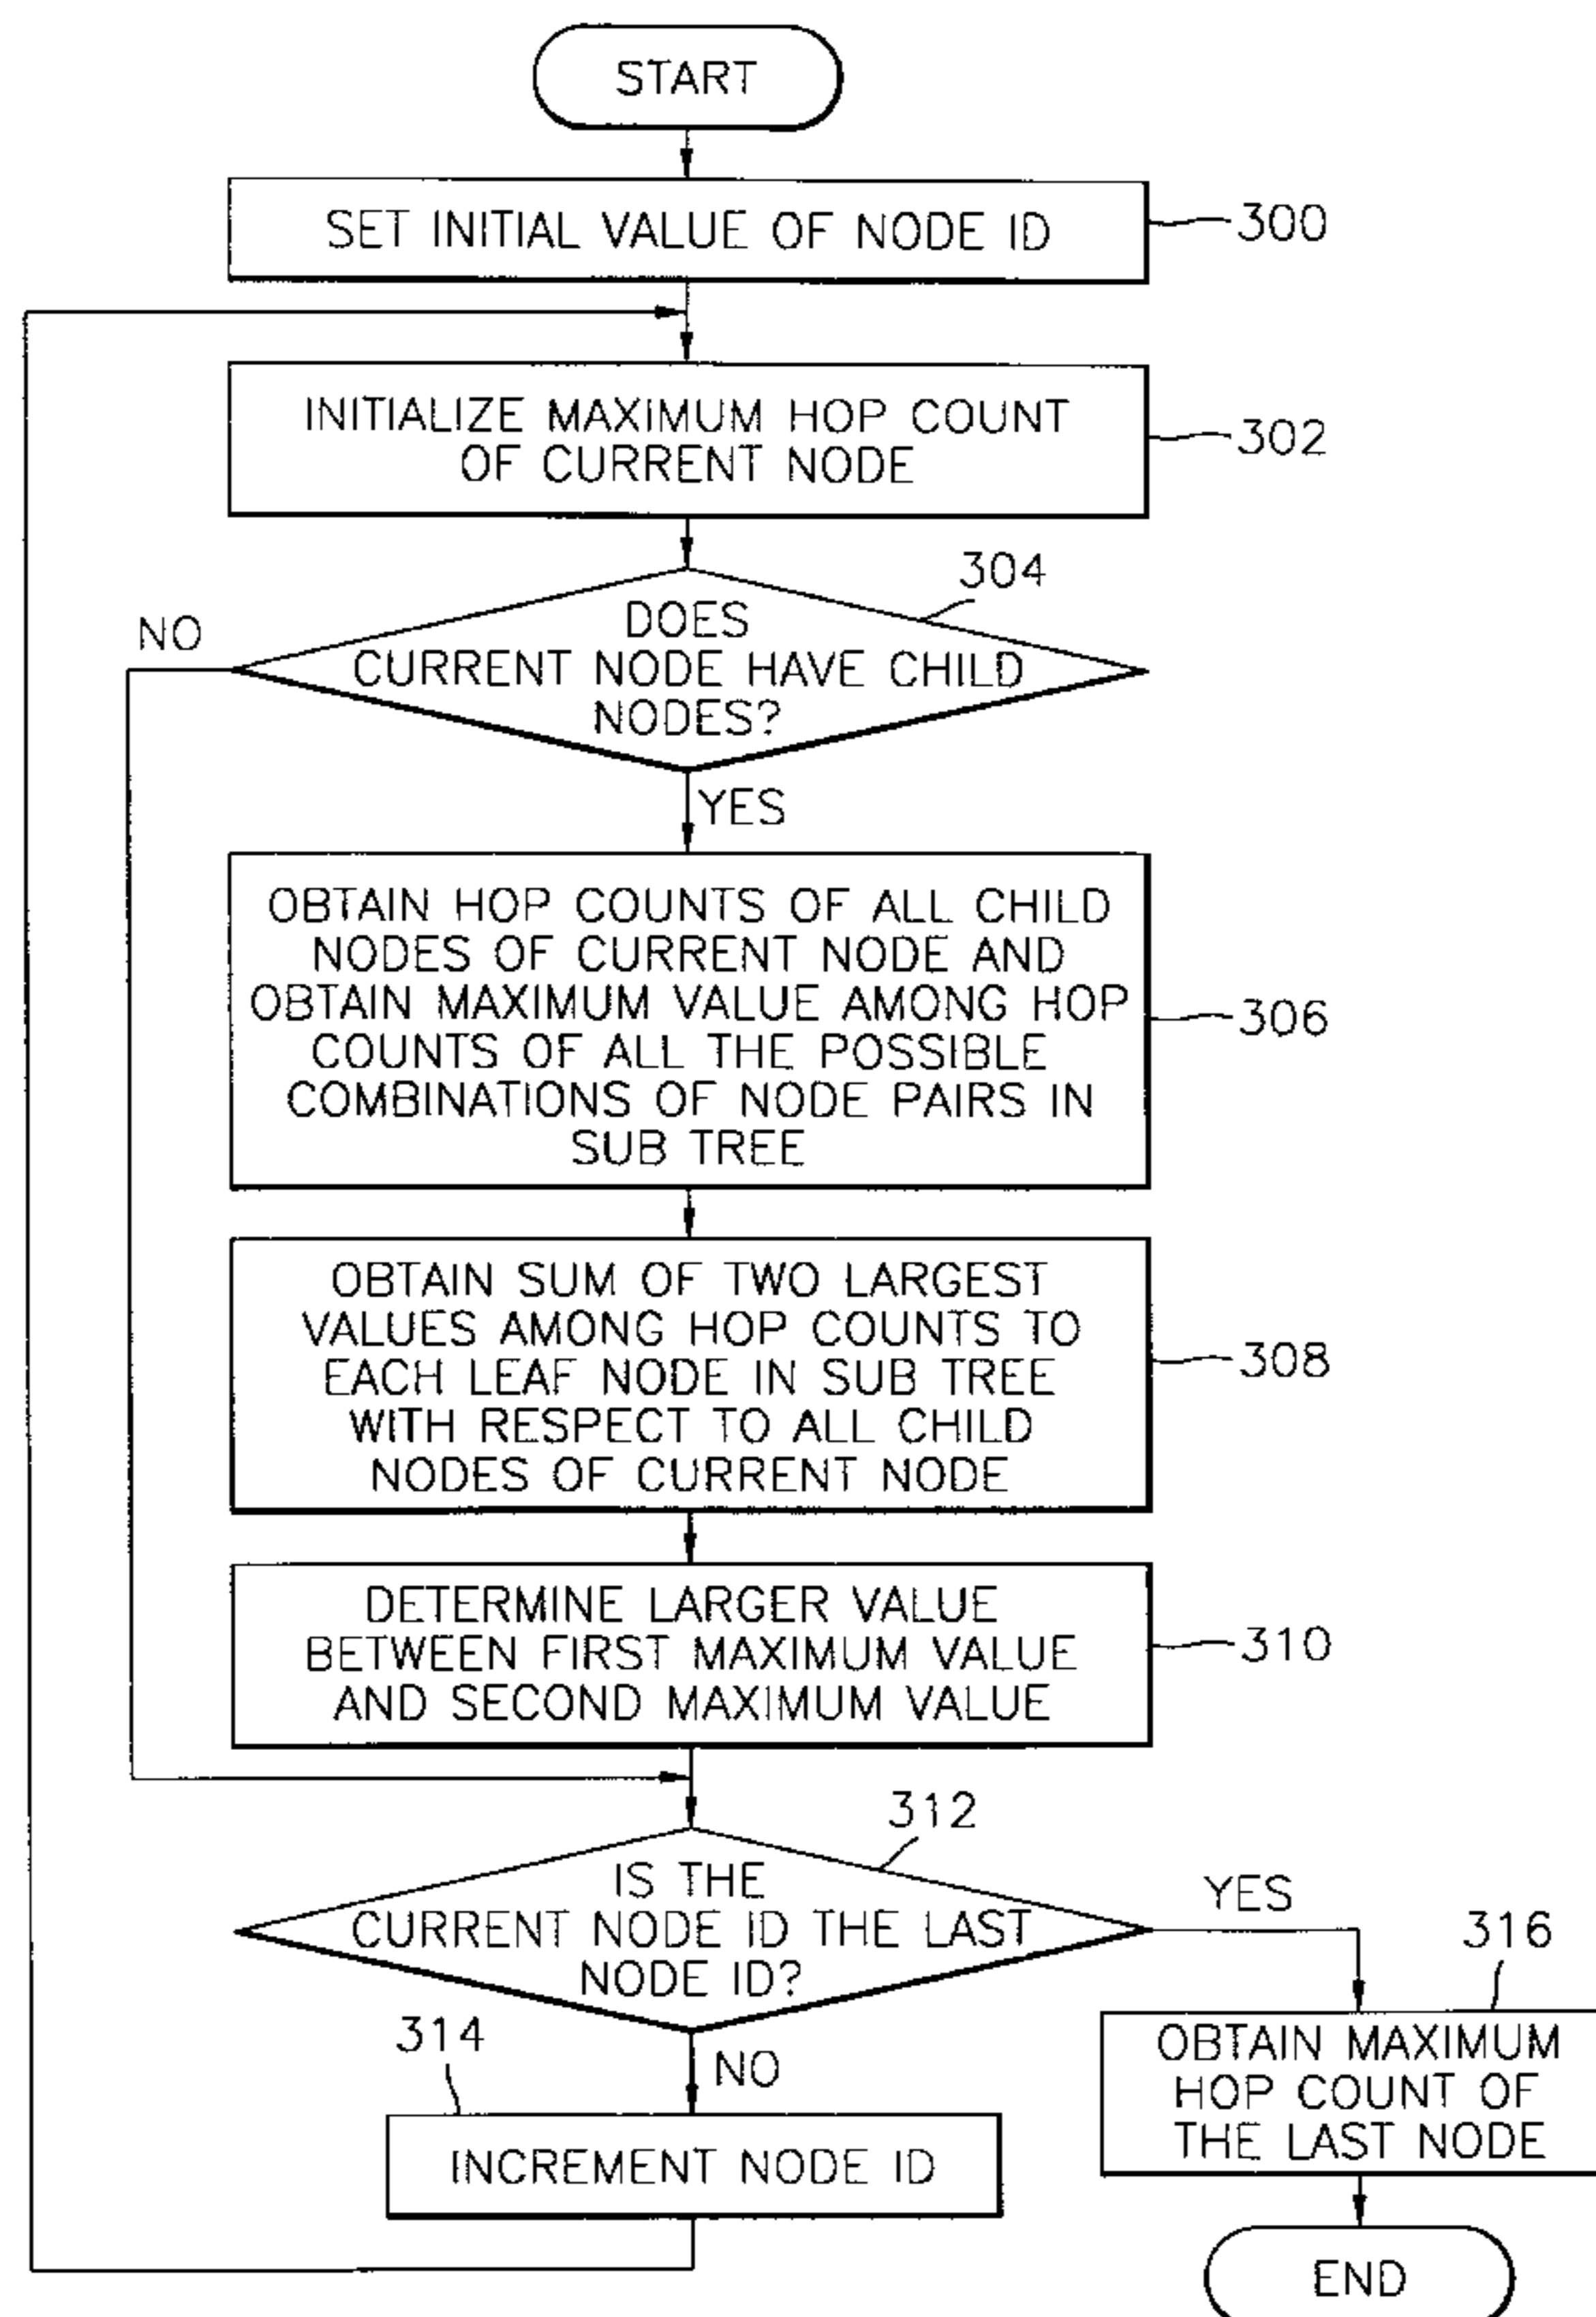 START
SET INITIAL VALUE OF NODE ID
300
INITIALIZE MAXIMUM HOP COUNT
OF CURRENT NODE
302
304
NO
DOES
CURRENT NODE HAVE CHILD
NODES?
YES
OBTAIN HOP COUNTS OF ALL CHILD
NODES OF CURRENT NODE AND
OBTAIN MAXIMUM VALUE AMONG HOP
COUNTS OF ALL THE POSSIBLE
COMBINATIONS OF NODE PAIRS IN
SUB TREE
306
OBTAIN SUM OF TWO LARGEST
VALUES AMONG HOP COUNTS TO
EACH LEAF NODE IN SUB TREE
WITH RESPECT TO ALL CHILD
NODES OF CURRENT NODE
308
DETERMINE LARGER VALUE
BETWEEN FIRST MAXIMUM VALUE
AND SECOND MAXIMUM VALUE
310
312
IS THE
CURRENT NODE ID THE LAST
NODE ID?
YES
316
314
NO
OBTAIN MAXIMUM
HOP COUNT OF
THE LAST NODE
INCREMENT NODE ID
END